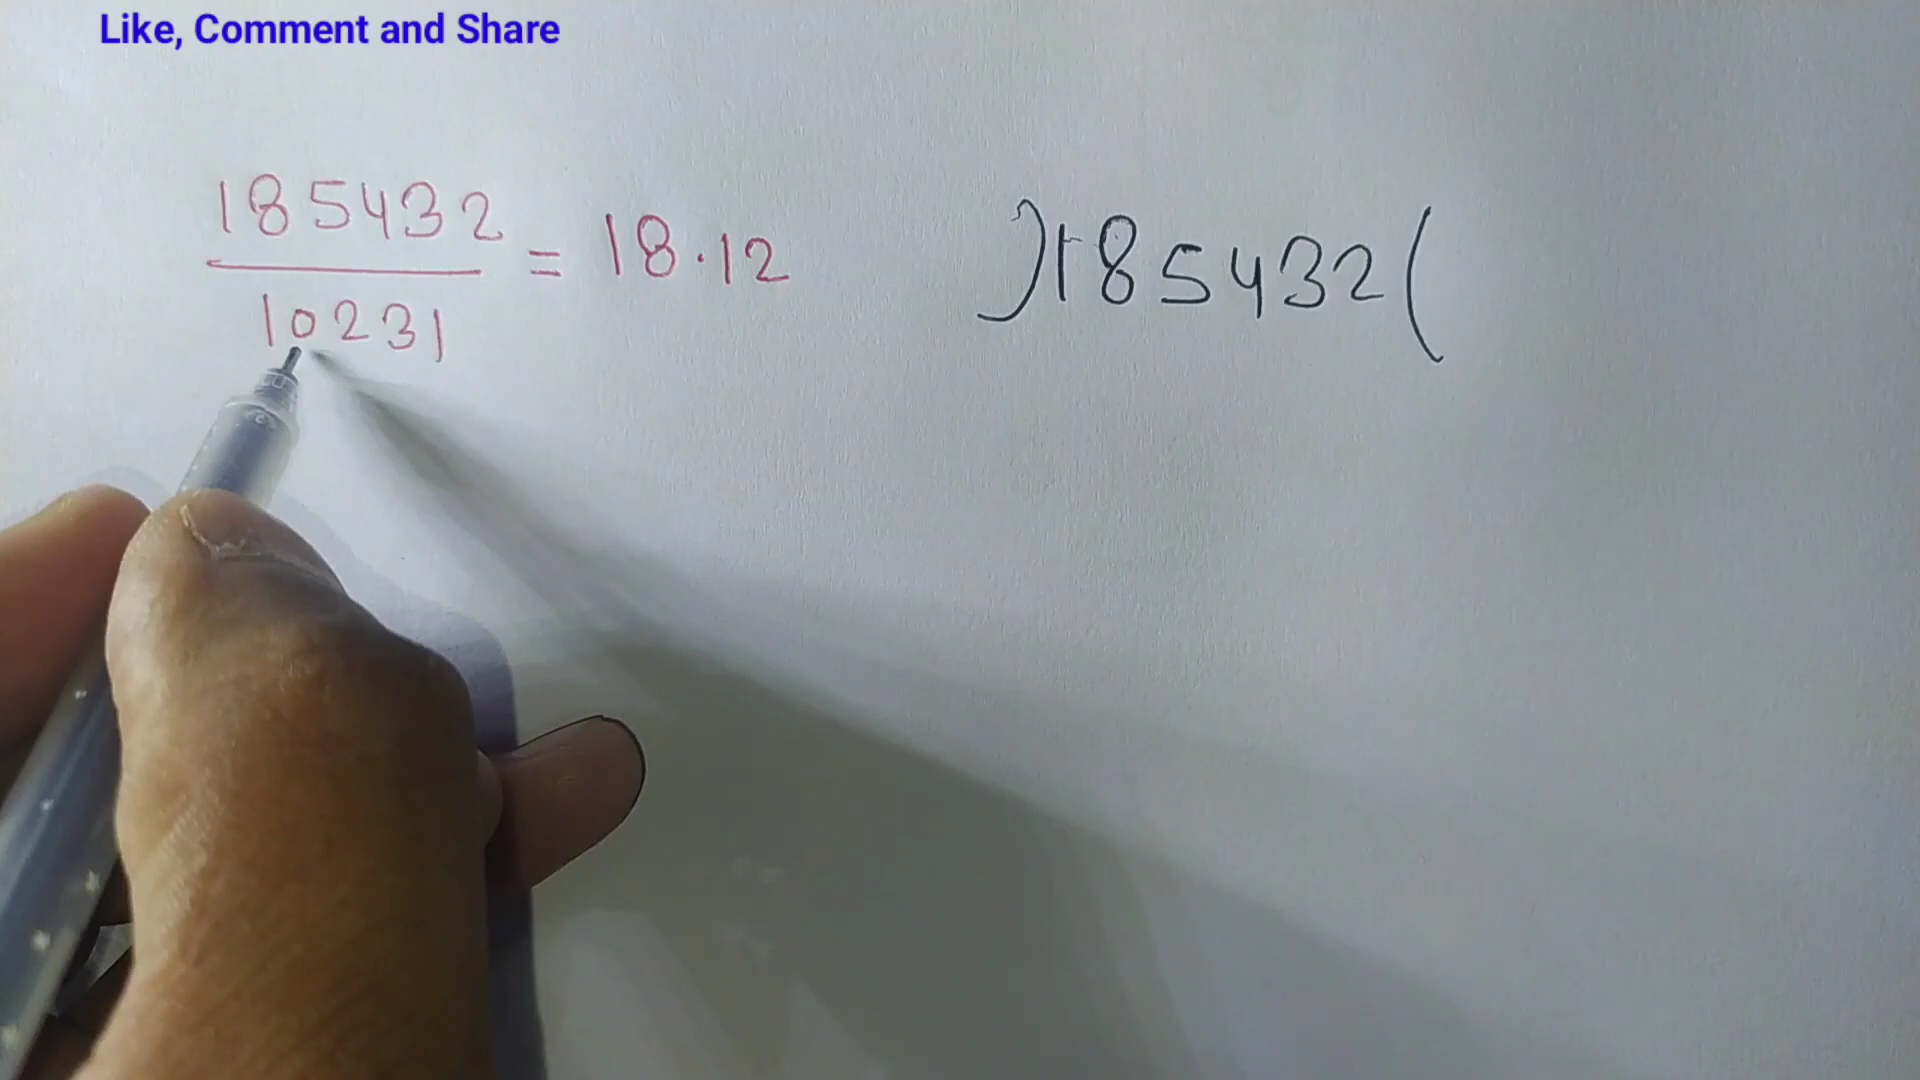 Like, Comment and Share
185432
10231
= 18.12
)185432(